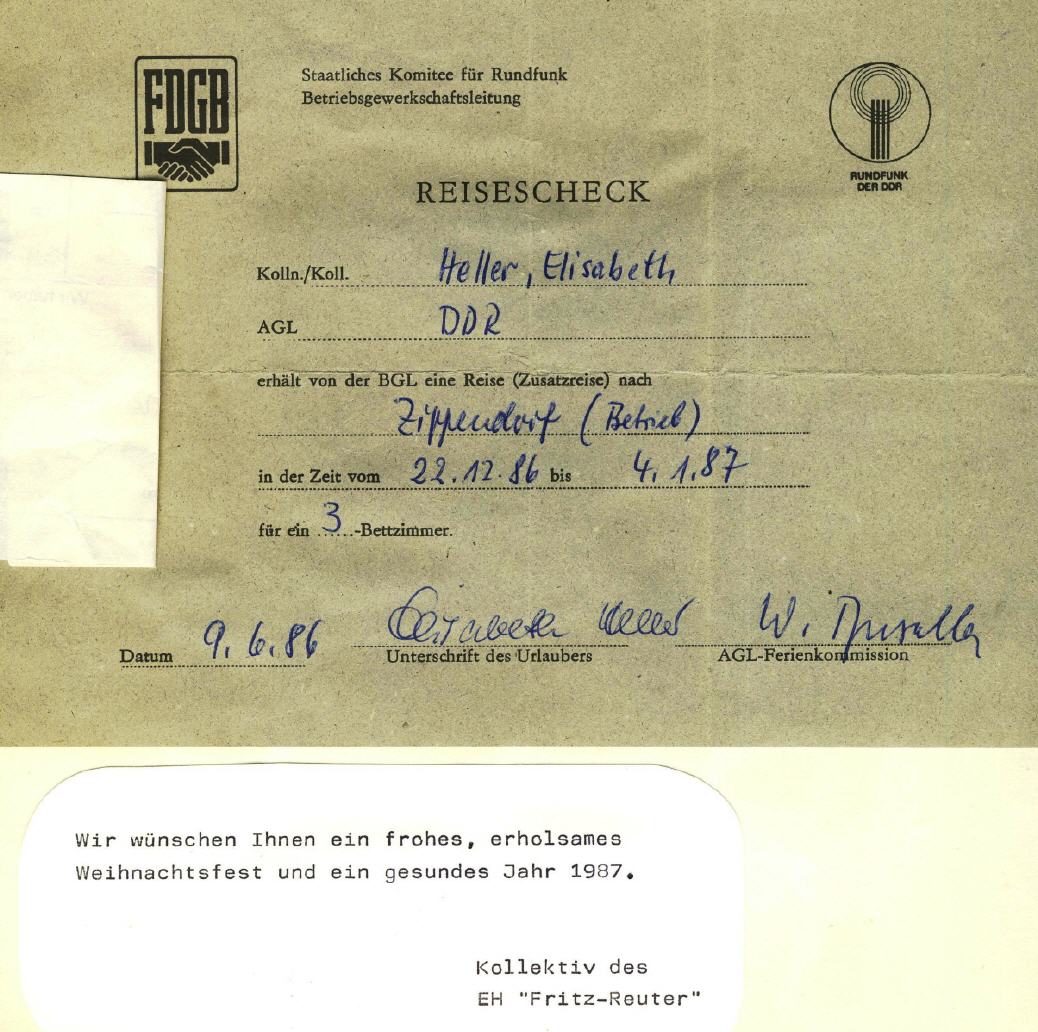 FDGB
Staatliches Komitee für Rundfunk
Betriebsgewerkschaftsleitung
RUNDFUNK
DER DDR
REISESCHECK
Kolln./Koll. Heller, Elisabeth
AGL DDR
erhält von der BGL eine Reise (Zusatzreise) nach
Zippendorf (Betrieb)
in der Zeit vom 22.12.86 bis 4.1.87
für ein 3-Bettzimmer.
Datum 9.6.86
Elisabeth Heller
W.
Unterschrift des Urlaubers
AGL-Ferienkommission
Wir wünschen Ihnen ein frohes, erholsames
Weihnachtsfest und ein gesundes Jahr 1987.
Kollektiv des
EH "Fritz-Reuter"